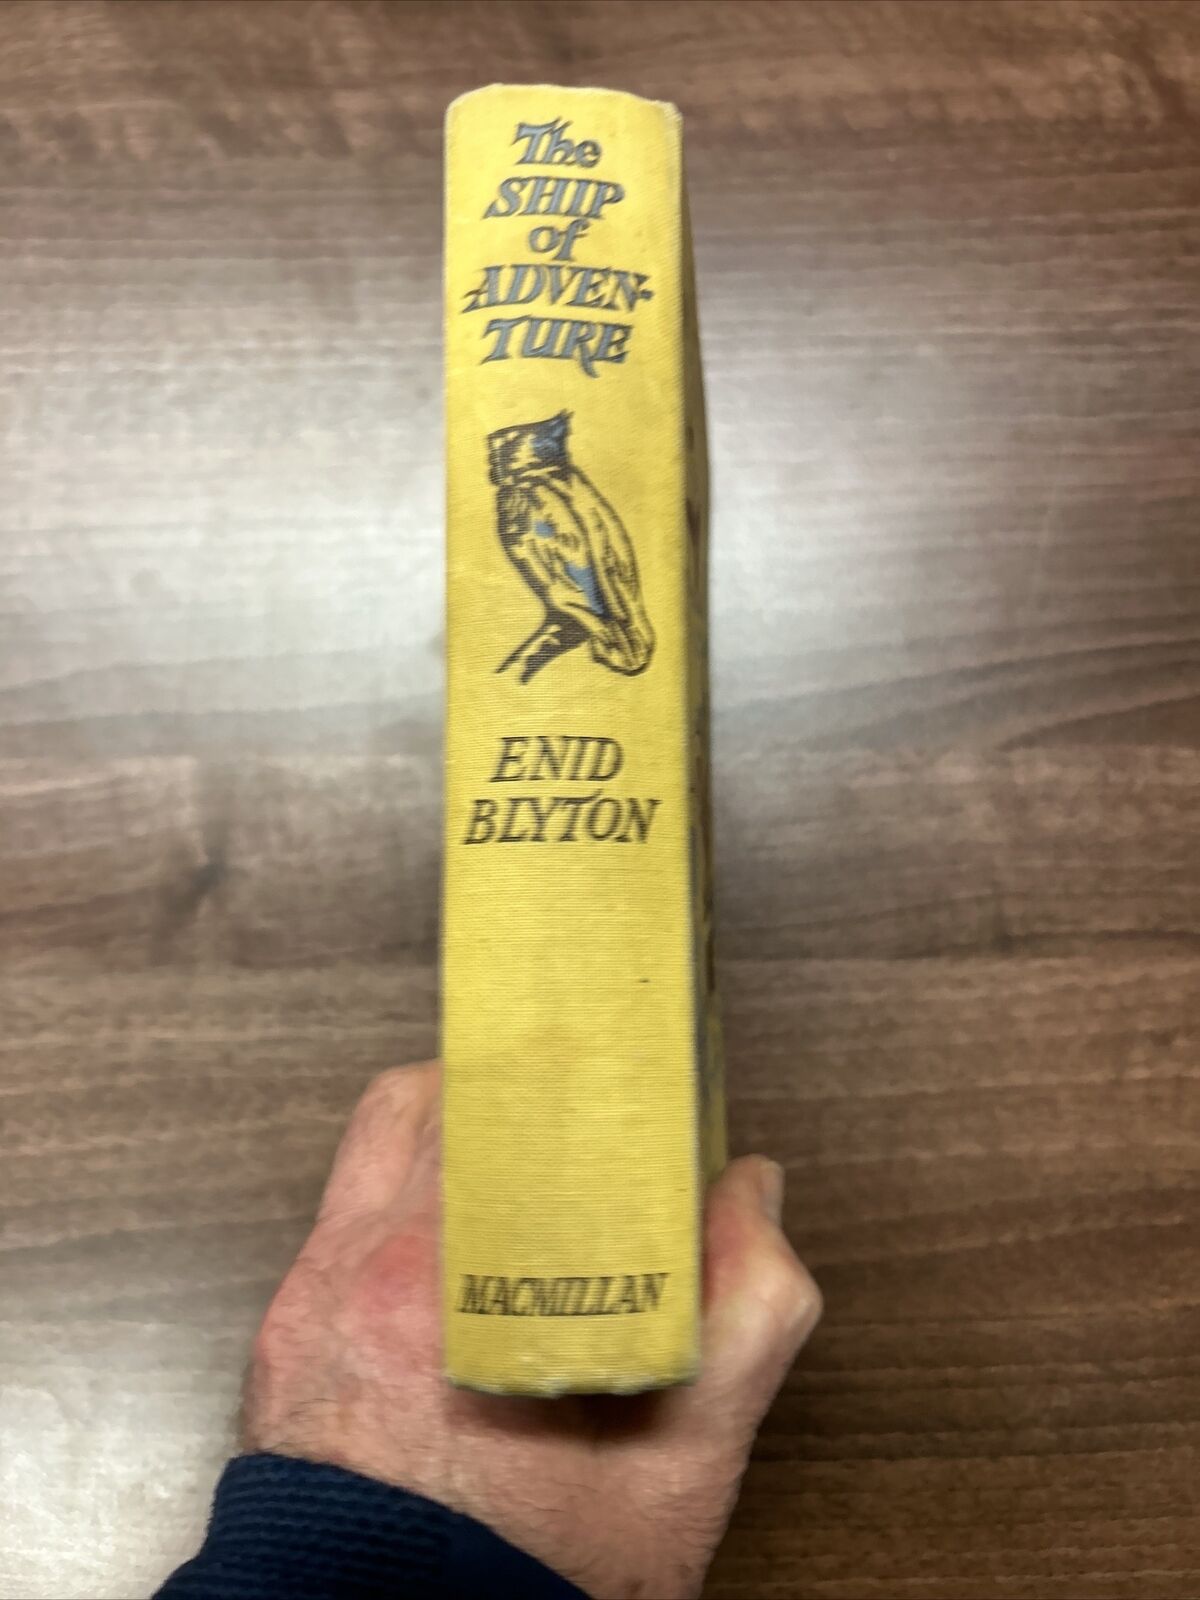 The
SHIP
of
ADVEN-
TURE
ENID
BLYTON
MACMILLAN